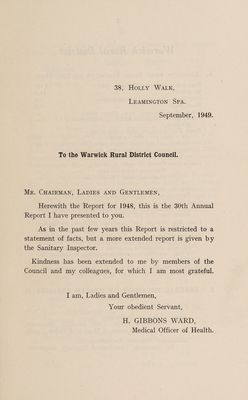 38, Holly Walk,
Leamington Spa.
September, 1949.
To the Warwick Rural District Council.
Mr. Chairman, Ladies and Gentlemen,
Herewith the Report for 1948, this is the 30th Annual
Report I have presented to you.
As in the past few years this Report is restricted to a
statement of facts, but a more extended report is given by
the Sanitary Inspector.
Kindness has been extended to me by members of the
Council and my colleagues, for which I am most grateful.
I am, Ladies and Gentlemen,
Your obedient Servant,
H. GIBBONS WARD,
Medical Officer of Health.